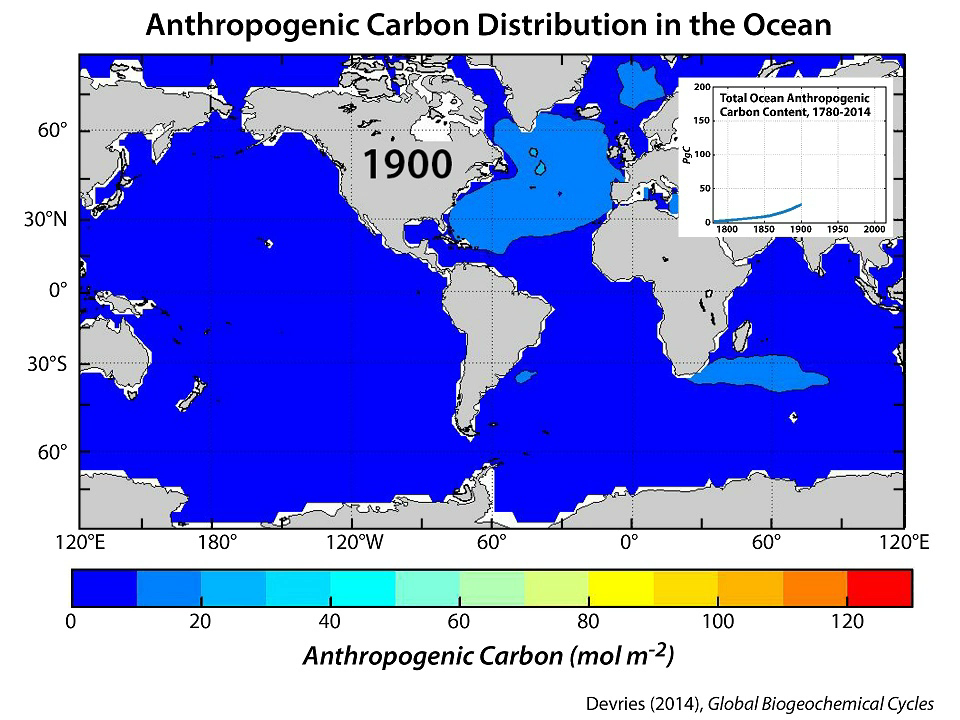 Anthropogenic Carbon Distribution in the Ocean
1900
Total Ocean Anthropogenic
Carbon Content, 1780-2014
PgC
200
150
100
50
0
1800 1850 1900 1950 2000
60°
30°N
0°
30°S
60°
120°E 180° 120°W 60° 0° 60° 120°E
0 20 40 60 80 100 120
Anthropogenic Carbon (mol m-2)
Devries (2014), Global Biogeochemical Cycles